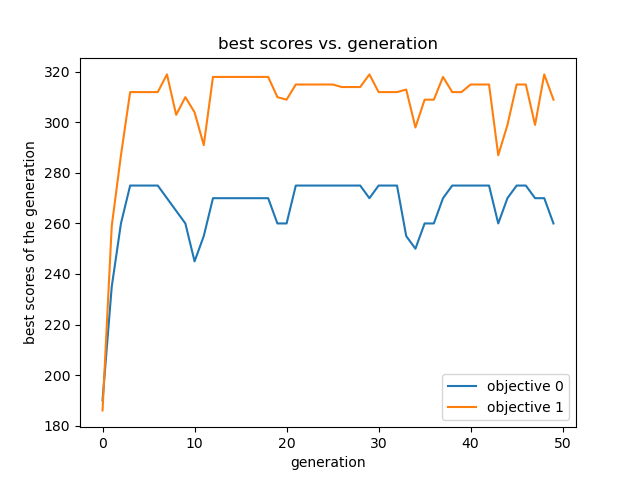 best scores vs. generation
best scores of the generation
320
300
280
260
240
220
200
180
0
10
20
30
40
50
generation
objective 0
objective 1